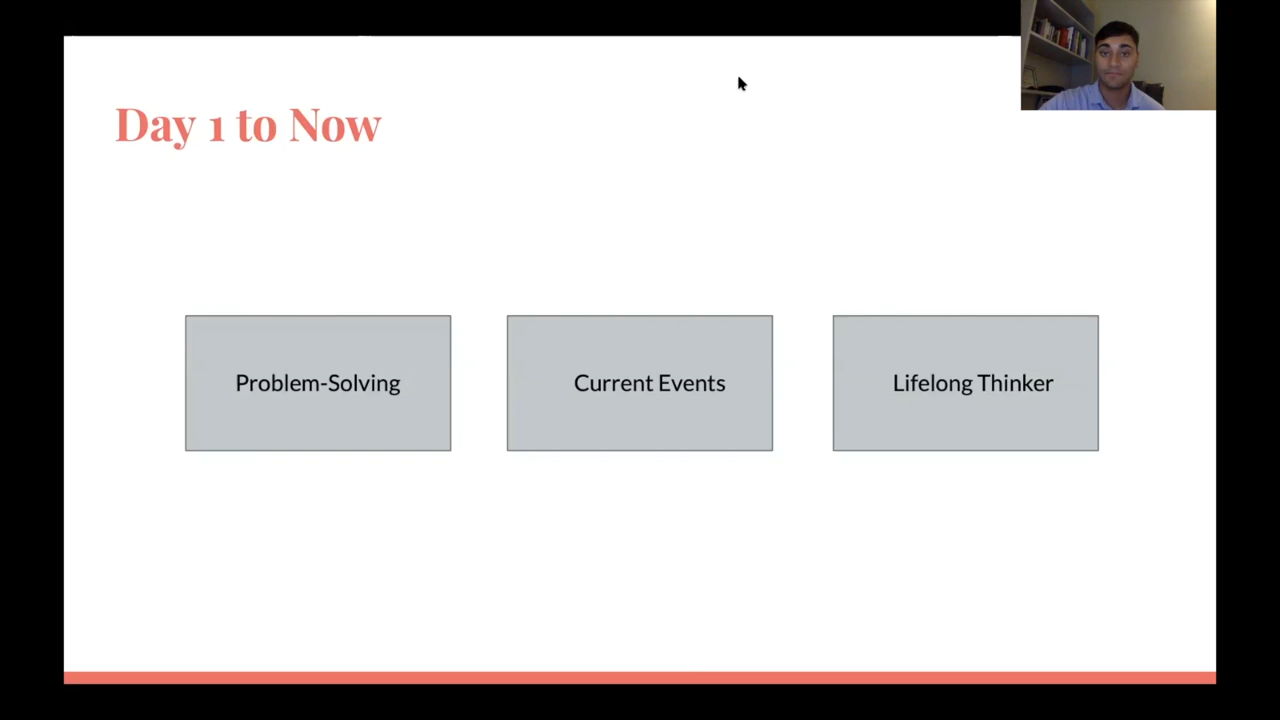 Day 1 to Now
Problem-Solving
Current Events
Lifelong Thinker